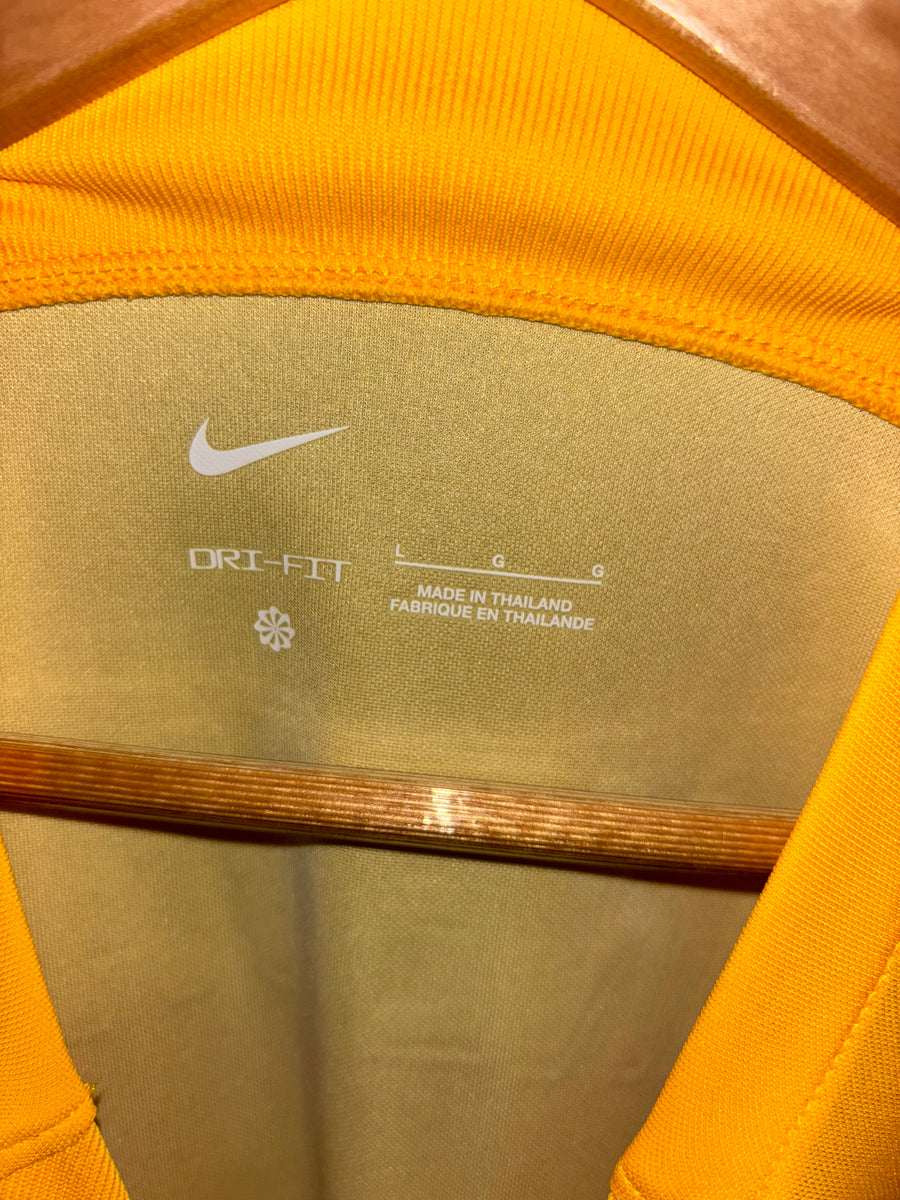 DRI-FIT
L G G
MADE IN THAILAND
FABRIQUE EN THAILANDE